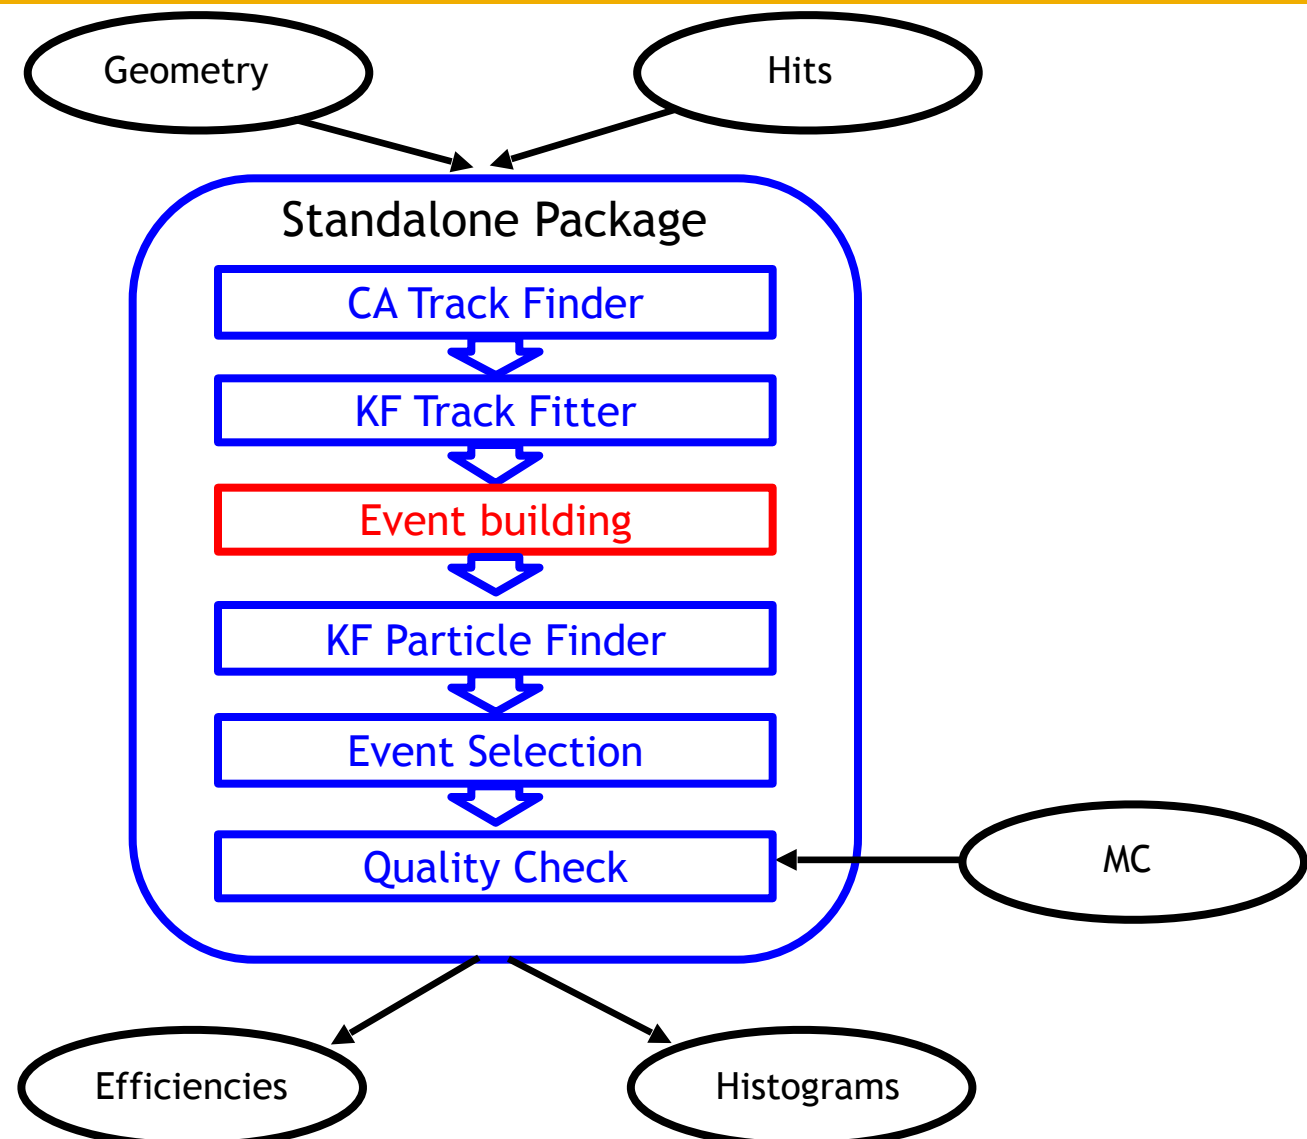 Geometry
Hits
Standalone Package
CA Track Finder
KF Track Fitter
Event building
KF Particle Finder
Event Selection
Quality Check
MC
Efficiencies
Histograms